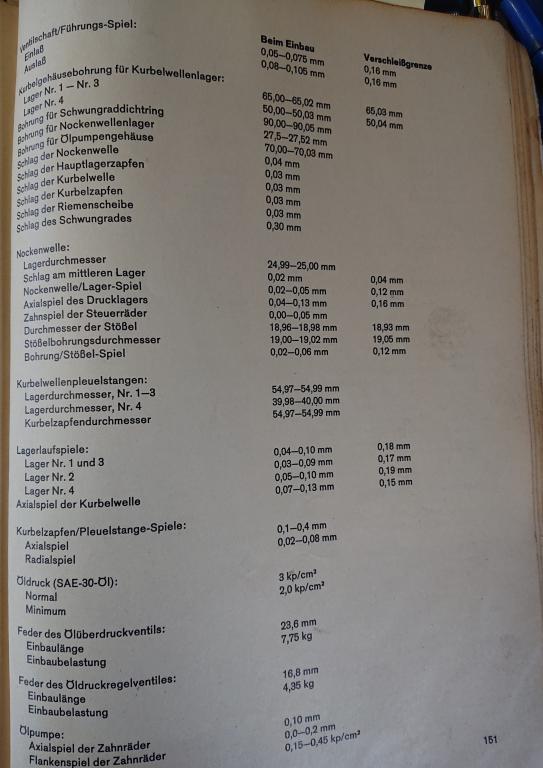 Ventilschaft/Führungs-Spiel: Beim Einbau Verschleißgrenze
Einlaß 0,05—0,075 mm 0,16 mm
Auslaß 0,08—0,105 mm 0,16 mm
Kurbelgehäusebohrung für Kurbelwellenlager:
Lager Nr. 1 — Nr. 3 65,00—65,02 mm 65,03 mm
Lager Nr. 4 50,00—50,03 mm 50,04 mm
Bohrung für Schwungraddichtring 90,00—90,05 mm
Bohrung für Nockenwellenlager 27,5—27,52 mm
Bohrung für Ölpumpengehäuse 70,00—70,03 mm
Schlag der Nockenwelle 0,04 mm
Schlag der Hauptlagerzapfen 0,03 mm
Schlag der Kurbelwelle 0,03 mm
Schlag der Kurbelzapfen 0,03 mm
Schlag der Riemenscheibe 0,03 mm
Schlag des Schwungrades 0,30 mm
Nockenwelle:
Lagerdurchmesser 24,99—25,00 mm
Schlag am mittleren Lager 0,02 mm 0,04 mm
Nockenwelle/Lager-Spiel 0,02—0,05 mm 0,12 mm
Axialspiel des Drucklagers 0,04—0,13 mm 0,16 mm
Zahnspiel der Steuerräder 0,00—0,05 mm
Durchmesser der Stößel 18,96—18,98 mm 18,93 mm
Stößelbohrungsdurchmesser 19,00—19,02 mm 19,05 mm
Bohrung/Stößel-Spiel 0,02—0,06 mm 0,12 mm
Kurbelwellenpleuelstangen:
Lagerdurchmesser, Nr. 1—3 54,97—54,99 mm
Lagerdurchmesser, Nr. 4 39,98—40,00 mm
Kurbelzapfendurchmesser 54,97—54,99 mm
Lagerlaufspiele:
Lager Nr. 1 und 3 0,04—0,10 mm 0,18 mm
Lager Nr. 2 0,03—0,09 mm 0,17 mm
Lager Nr. 4 0,05—0,10 mm 0,19 mm
Axialspiel der Kurbelwelle 0,07—0,13 mm 0,15 mm
Kurbelzapfen/Pleuelstange-Spiele:
Axialspiel 0,1—0,4 mm
Radialspiel 0,02—0,08 mm
Öldruck (SAE-30-Öl):
Normal 3 kp/cm²
Minimum 2,0 kp/cm²
Feder des Ölüberdruckventils:
Einbaulänge 23,6 mm
Einbaubelastung 7,75 kg
Feder des Öldruckregelventiles:
Einbaulänge 16,8 mm
Einbaubelastung 4,35 kg
Ölpumpe:
Axialspiel der Zahnräder 0,10 mm
Flankenspiel der Zahnräder 0,0—0,2 mm
0,15—0,45 kp/cm²
151